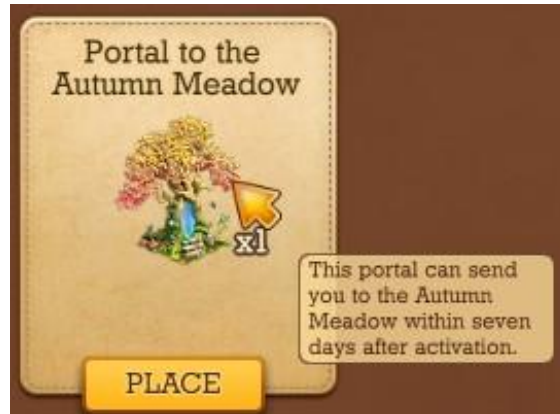 Portal to the
Autumn Meadow
x1
This portal can send
you to the Autumn
Meadow within seven
days after activation.
PLACE